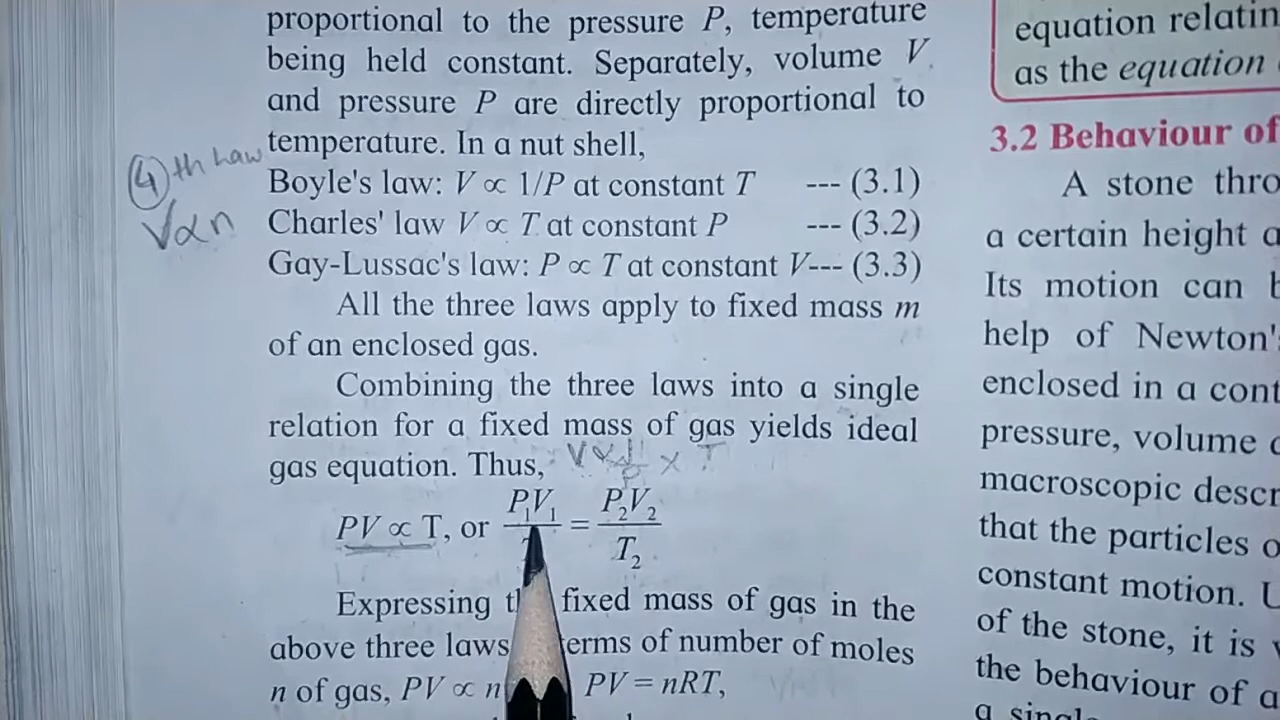 proportional to the pressure P, temperature
being held constant. Separately, volume V
and pressure P are directly proportional to
temperature. In a nut shell,
④th Law
V∝n
Boyle's law: V ∝ 1/P at constant T --- (3.1)
Charles' law V ∝ T at constant P --- (3.2)
Gay-Lussac's law: P ∝ T at constant V--- (3.3)
All the three laws apply to fixed mass m
of an enclosed gas.
Combining the three laws into a single
relation for a fixed mass of gas yields ideal
gas equation. Thus, V∝1/P × T
PV ∝ T, or P₁V₁ = P₂V₂
T₂
Expressing fixed mass of gas in the
above three laws terms of number of moles
n of gas, PV ∝ n PV = nRT,
equation relatin
as the equation
3.2 Behaviour of
A stone thro
a certain height a
Its motion can b
help of Newton's
enclosed in a cont
pressure, volume
macroscopic descr
that the particles o
constant motion. U
of the stone, it is
the behaviour of a
a single